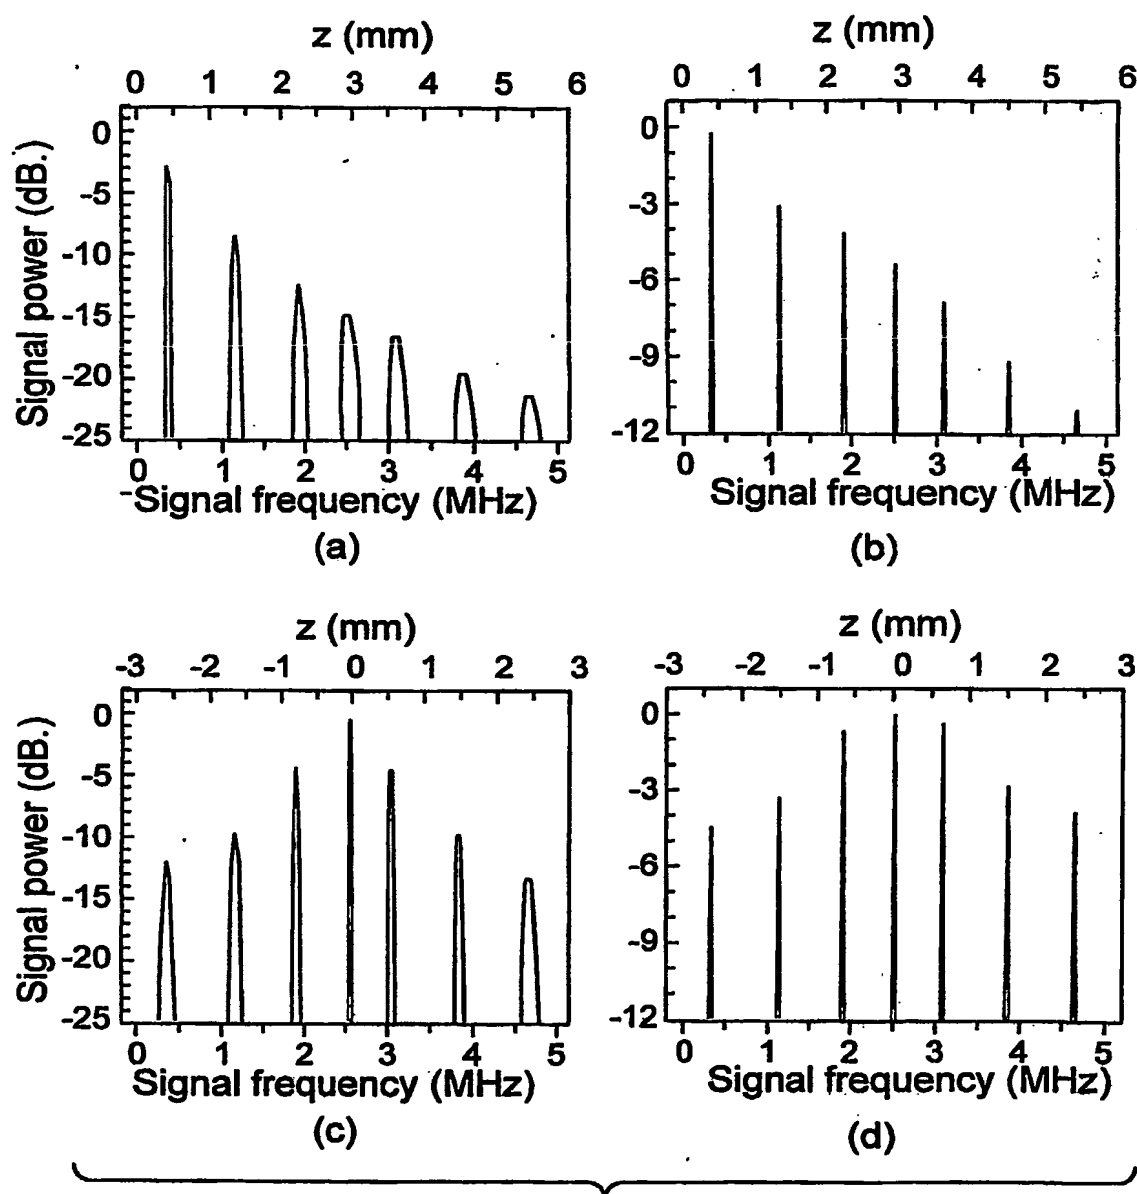 z (mm)
0 1 2 3 4 5 6
Signal power (dB.)
0
-5
-10
-15
-20
-25
0 1 2 3 4 5
Signal frequency (MHz)
(a)
z (mm)
0 1 2 3 4 5 6
0
-3
-6
-9
-12
0 1 2 3 4 5
Signal frequency (MHz)
(b)
z (mm)
-3 -2 -1 0 1 2 3
Signal power (dB.
0
-5
-10
-15
-20
-25
0 1 2 3 4 5
Signal frequency (MHz)
(c)
z (mm)
-3 -2 -1 0 1 2 3
0
-3
-6
-9
-12
0 1 2 3 4 5
Signal frequency (MHz)
(d)